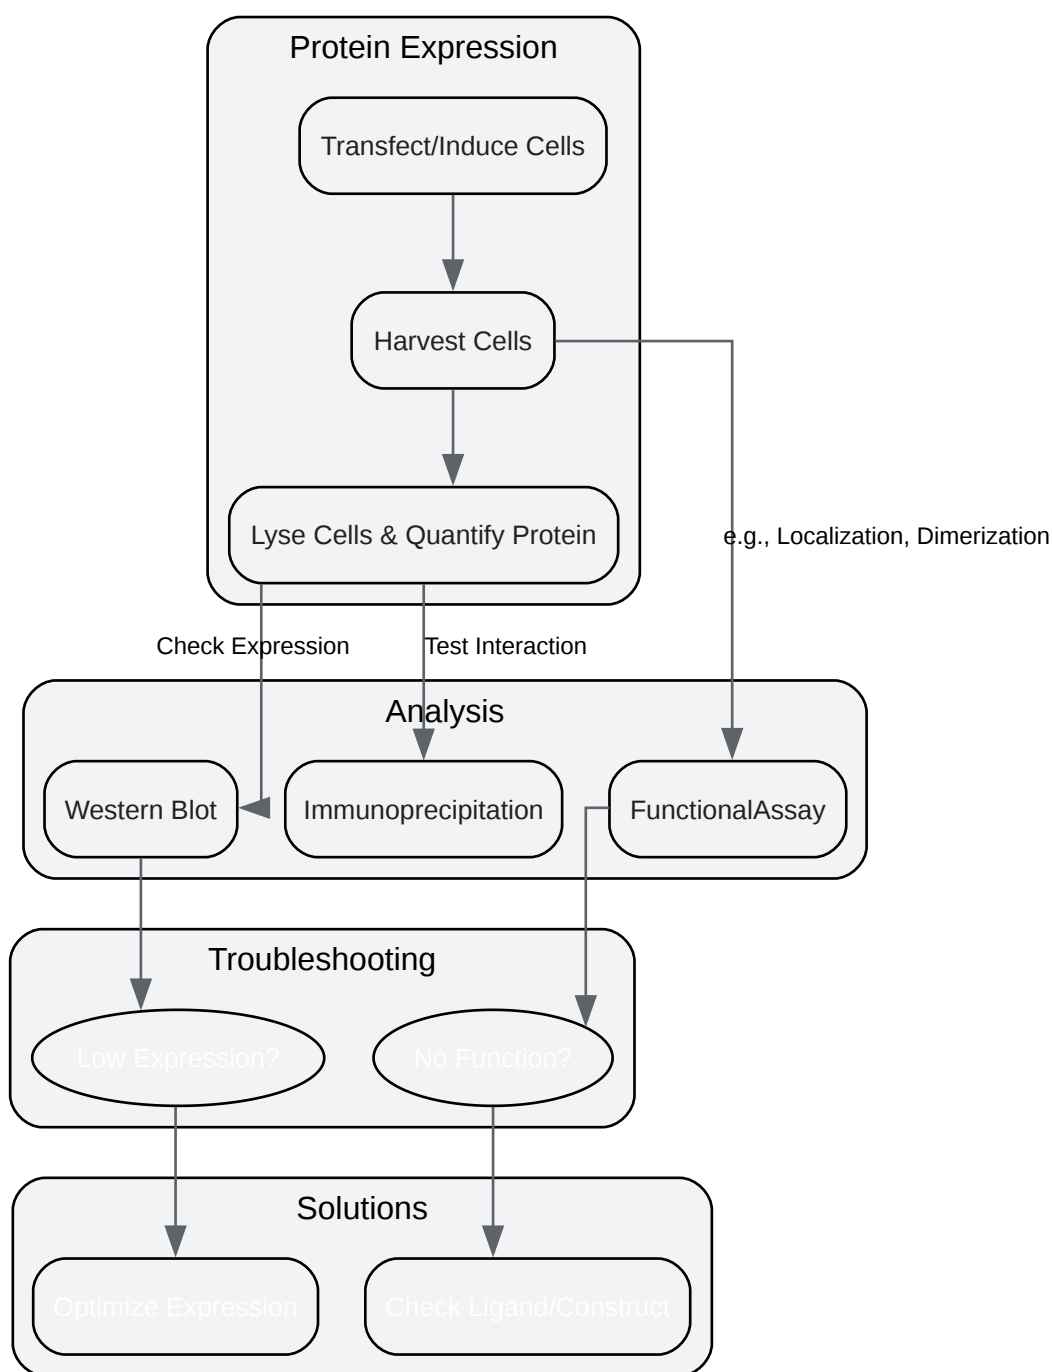 Protein Expression
Transfect/Induce Cells
Harvest Cells
Lyse Cells & Quantify Protein
e.g., Localization, Dimerization
Check Expression
Test Interaction
Analysis
Western Blot
Immunoprecipitation
FunctionalAssay
Troubleshooting
Low Expression?
No Function?
Solutions
Optimize Expression
Check Ligand/Construct